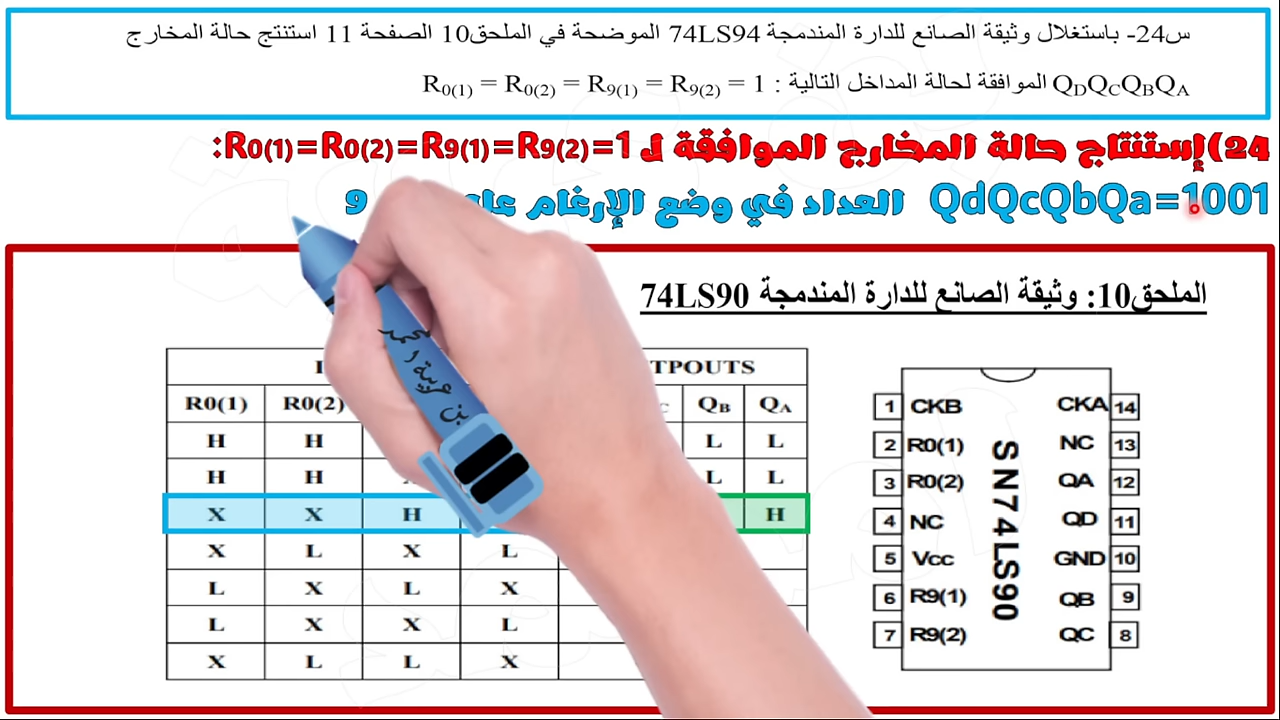 س24- باستغلال وثيقة الصانع للدارة المندمجة 74LS94 الموضحة في الملحق10 الصفحة 11 استنتج حالة المخارج
QDQCQBQA الموافقة لحالة المداخل التالية : R0(1) = R0(2) = R9(1) = R9(2) = 1
24)إستنتاج حالة المخارج الموافقة لـ R0(1)=R0(2)=R9(1)=R9(2)=1:
QdQcQbQa=1001 العداد في وضع الإرغام 9
الملحق10: وثيقة الصانع للدارة المندمجة 74LS90
TPOUTS
R0(1) R0(2) QB QA
H H L L
H H L L
X X H H
X L X L
L X L X
L X X L
X L L X
1 CKB CKA 14
2 R0(1) NC 13
3 R0(2) QA 12
4 NC QD 11
5 Vcc GND 10
6 R9(1) QB 9
7 R9(2) QC 8
SN74LS90